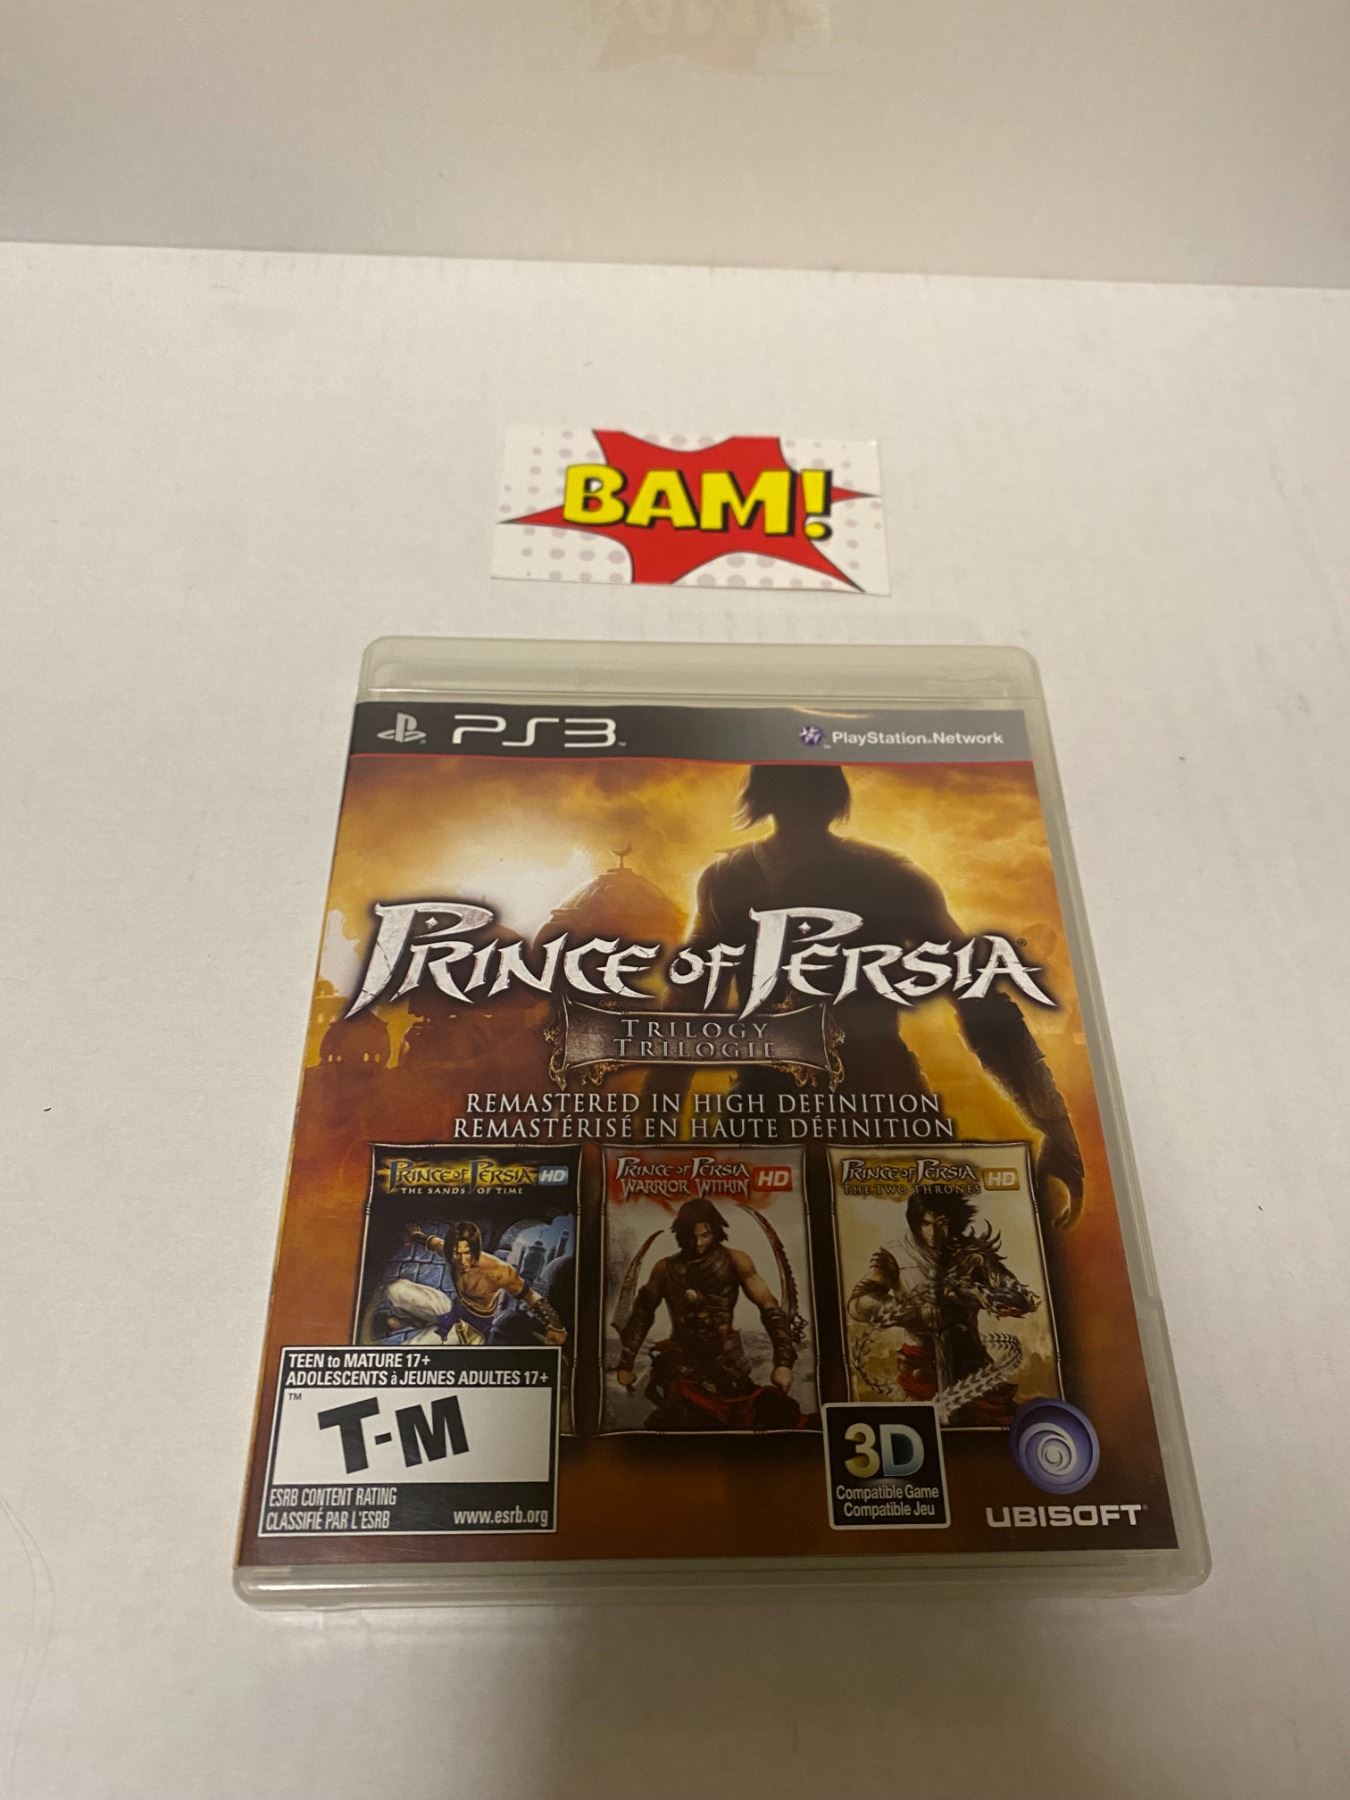 BAM!
PS3™
PlayStation®Network
PRINCE OF PERSIA®
TRILOGY
TRILOGIE
REMASTERED IN HIGH DEFINITION
REMASTÉRISÉ EN HAUTE DÉFINITION
PRINCE OF PERSIA HD
THE SANDS OF TIME
PRINCE OF PERSIA
WARRIOR WITHIN HD
PRINCE OF PERSIA HD
THE TWO THRONES
TEEN to MATURE 17+
ADOLESCENTS à JEUNES ADULTES 17+
™
T-M
ESRB CONTENT RATING
CLASSIFIÉ PAR L'ESRB
www.esrb.org
3D
Compatible Game
Compatible Jeu
UBISOFT